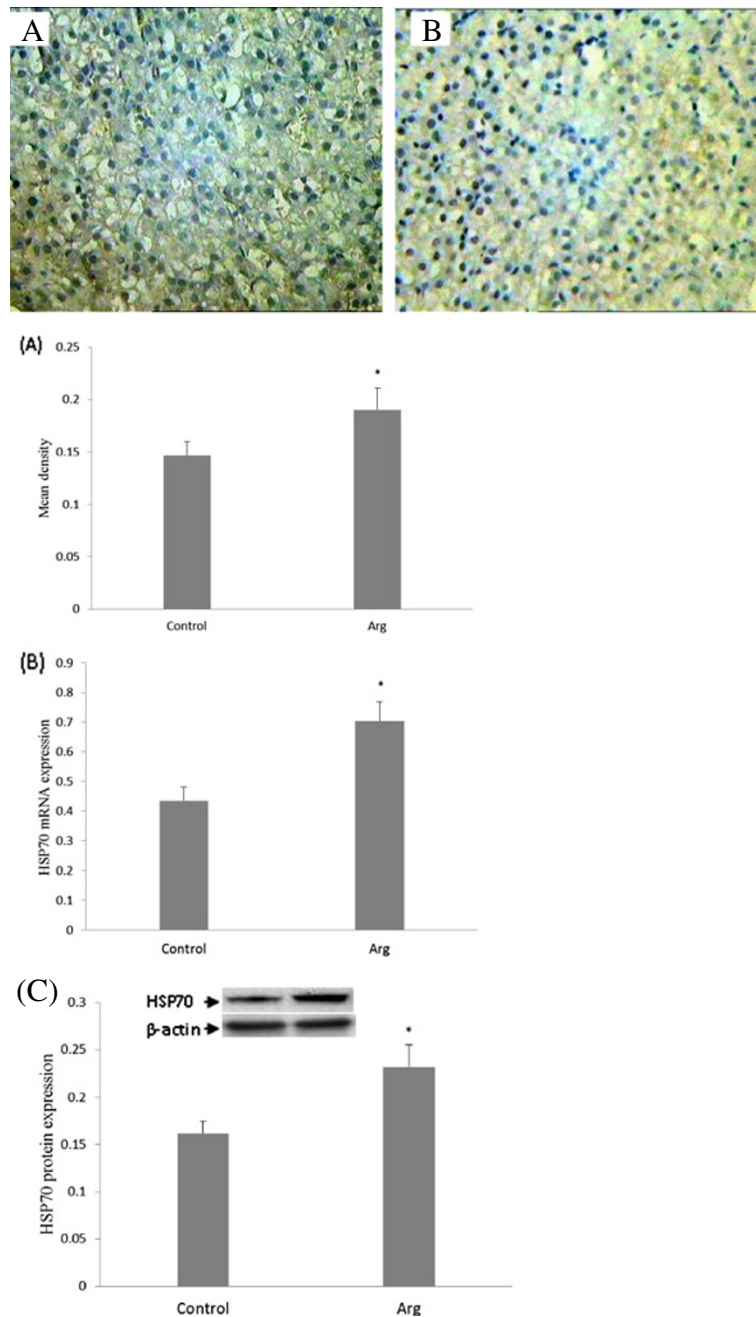 A
B
(A)
0.25
0.2
0.15
0.1
0.05
0
Mean density
*
Control
Arg
(B)
0.9
0.8
0.7
0.6
0.5
0.4
0.3
0.2
0.1
0
HSP70 mRNA expression
*
Control
Arg
(C)
HSP70
β-actin
0.3
0.25
0.2
0.15
0.1
0.05
0
HSP70 protein expression
*
Control
Arg